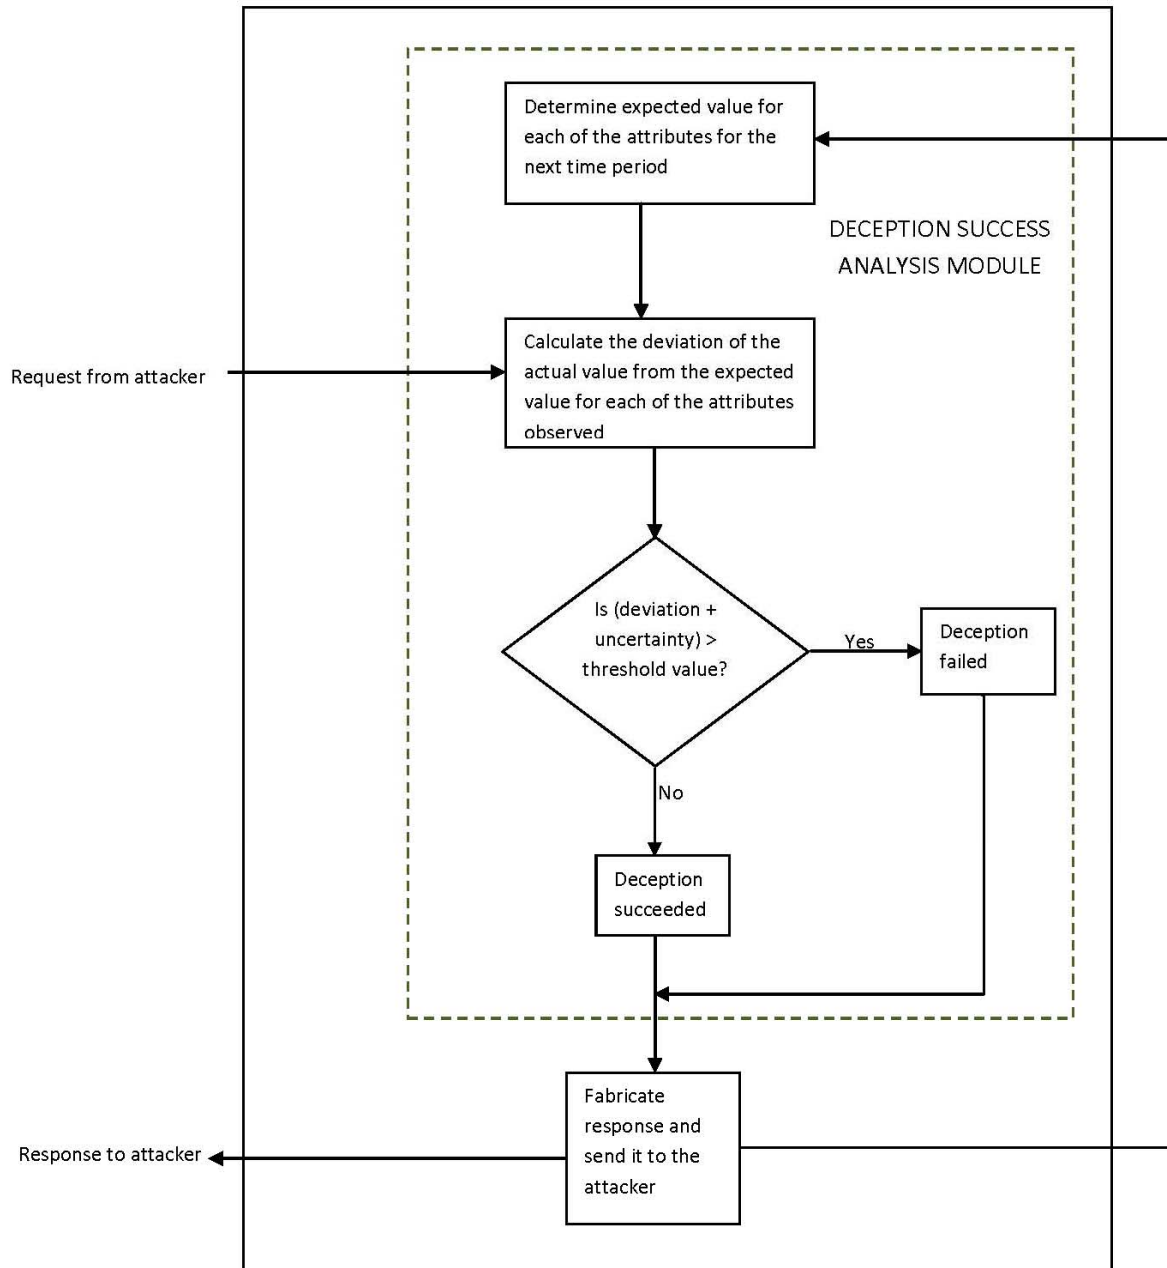 Determine expected value for
each of the attributes for the
next time period
DECEPTION SUCCESS
ANALYSIS MODULE
Calculate the deviation of the
actual value from the expected
value for each of the attributes
observed
Request from attacker
Is (deviation +
uncertainty) >
threshold value?
Yes
Deception
failed
No
Deception
succeeded
Fabricate
response and
send it to the
attacker
Response to attacker